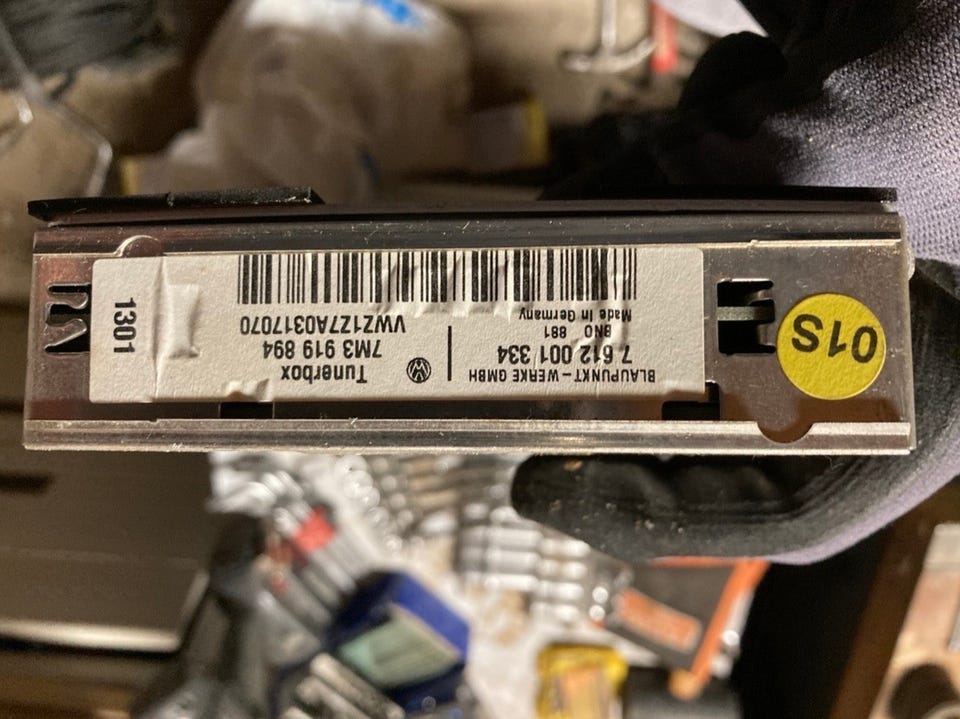 BLAUPUNKT-WERKE GMBH
7 612 001 334
BNO 881
Made in Germany
Tunerbox
7M3 919 894
VWZ1Z7A0317070
1301
01S